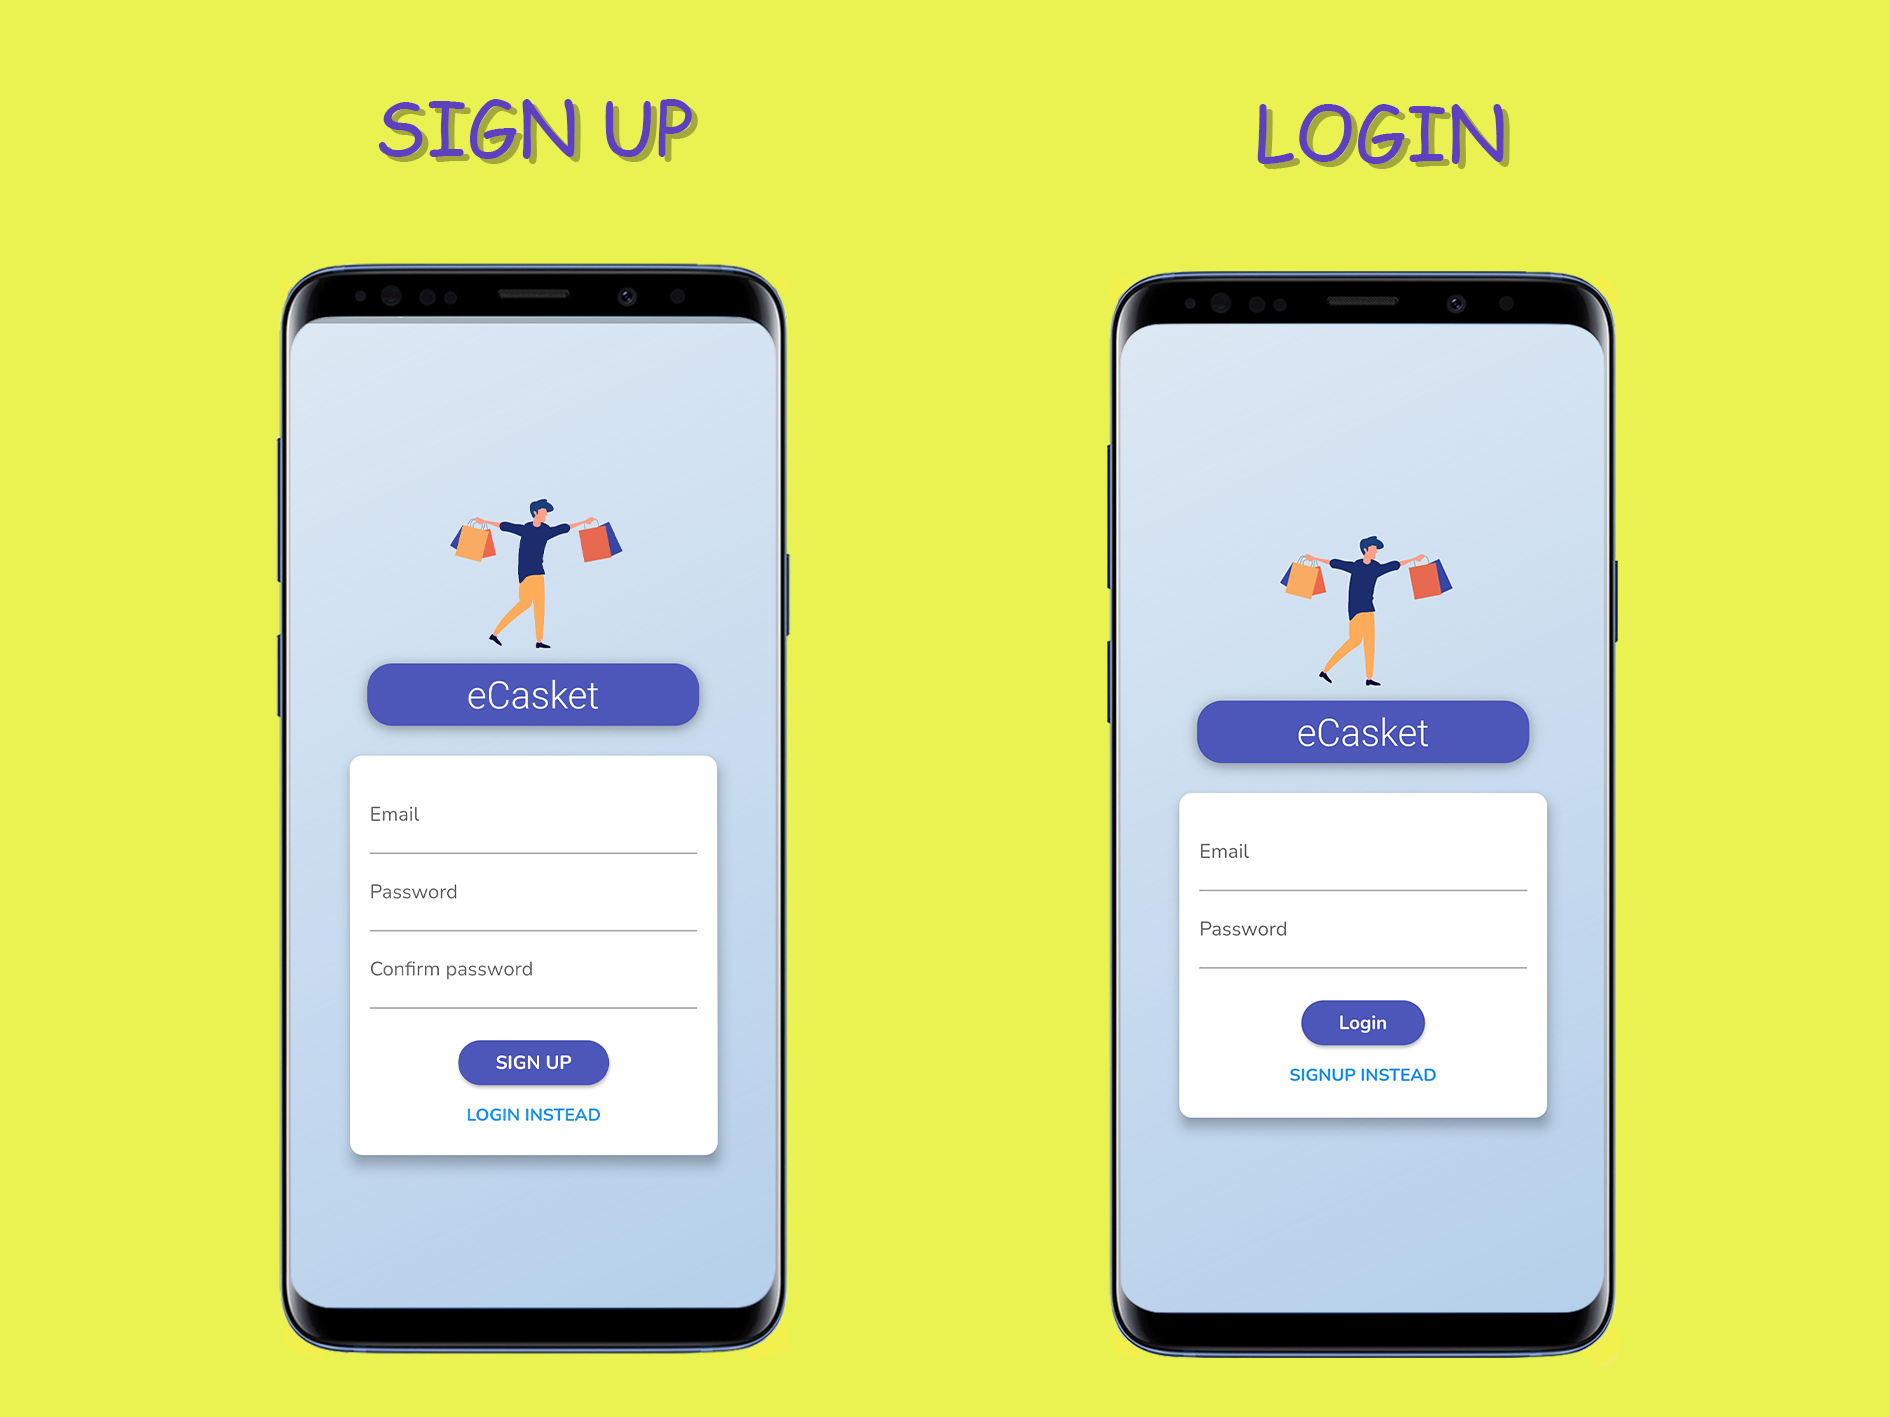 SIGN UP
eCasket
Email
Password
Confirm password
SIGN UP
LOGIN INSTEAD
LOGIN
eCasket
Email
Password
Login
SIGNUP INSTEAD